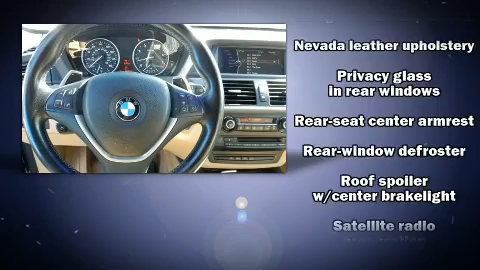 Nevada leather upholstery
Privacy glass
in rear windows
Rear-seat center armrest
Rear-window defroster
Roof spoiler
w/center brakelight
Satellite radio